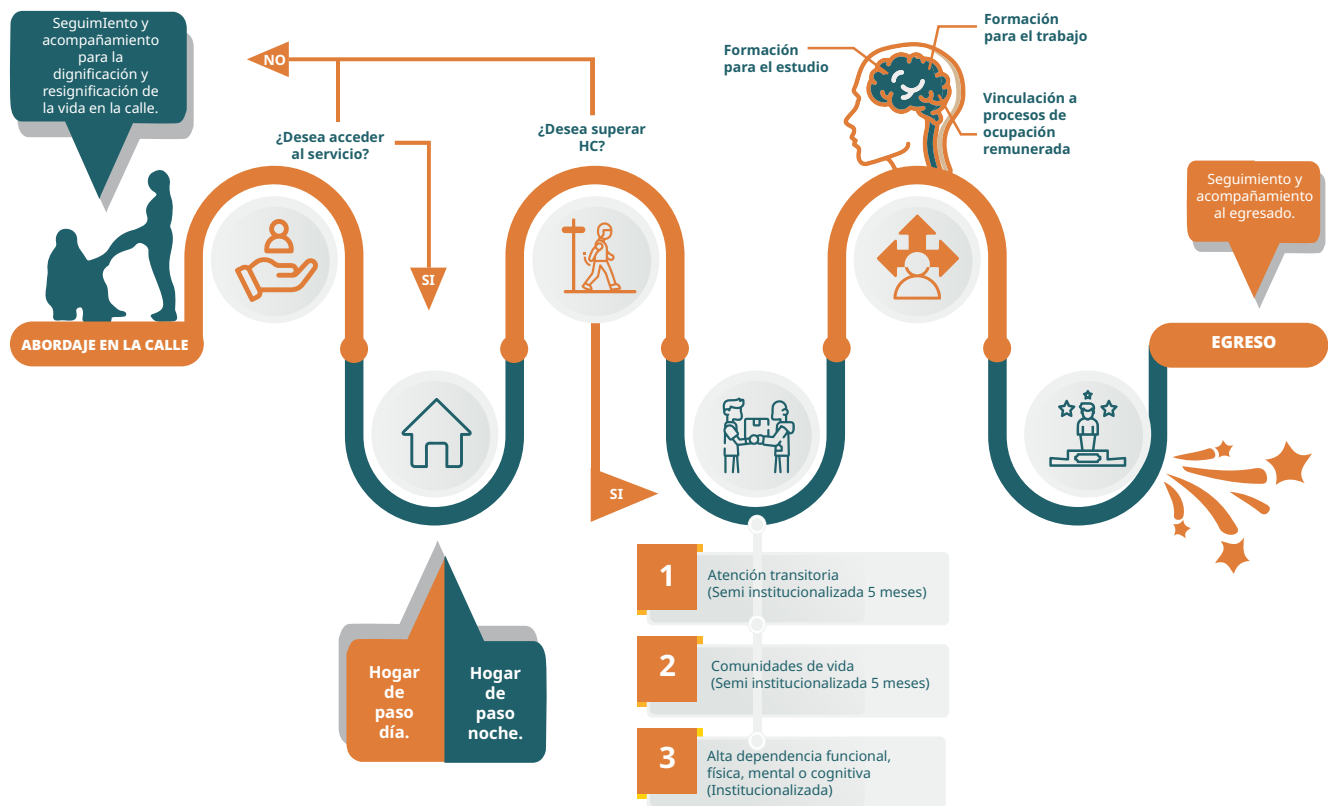 SeguimIento y
acompañamiento
para la
dignificación y
resignificación de
la vida en la calle.
NO
¿Desea acceder
al servicio?
SI
¿Desea superar
HC?
SI
Formación
para el estudio
Formación
para el trabajo
Vinculación a
procesos de
ocupación
remunerada
Seguimiento y
acompañamiento
al egresado.
ABORDAJE EN LA CALLE
EGRESO
Hogar
de
paso
día.
Hogar
de
paso
noche.
1
Atención transitoria
(Semi institucionalizada 5 meses)
2
Comunidades de vida
(Semi institucionalizada 5 meses)
3
Alta dependencia funcional,
física, mental o cognitiva
(Institucionalizada)